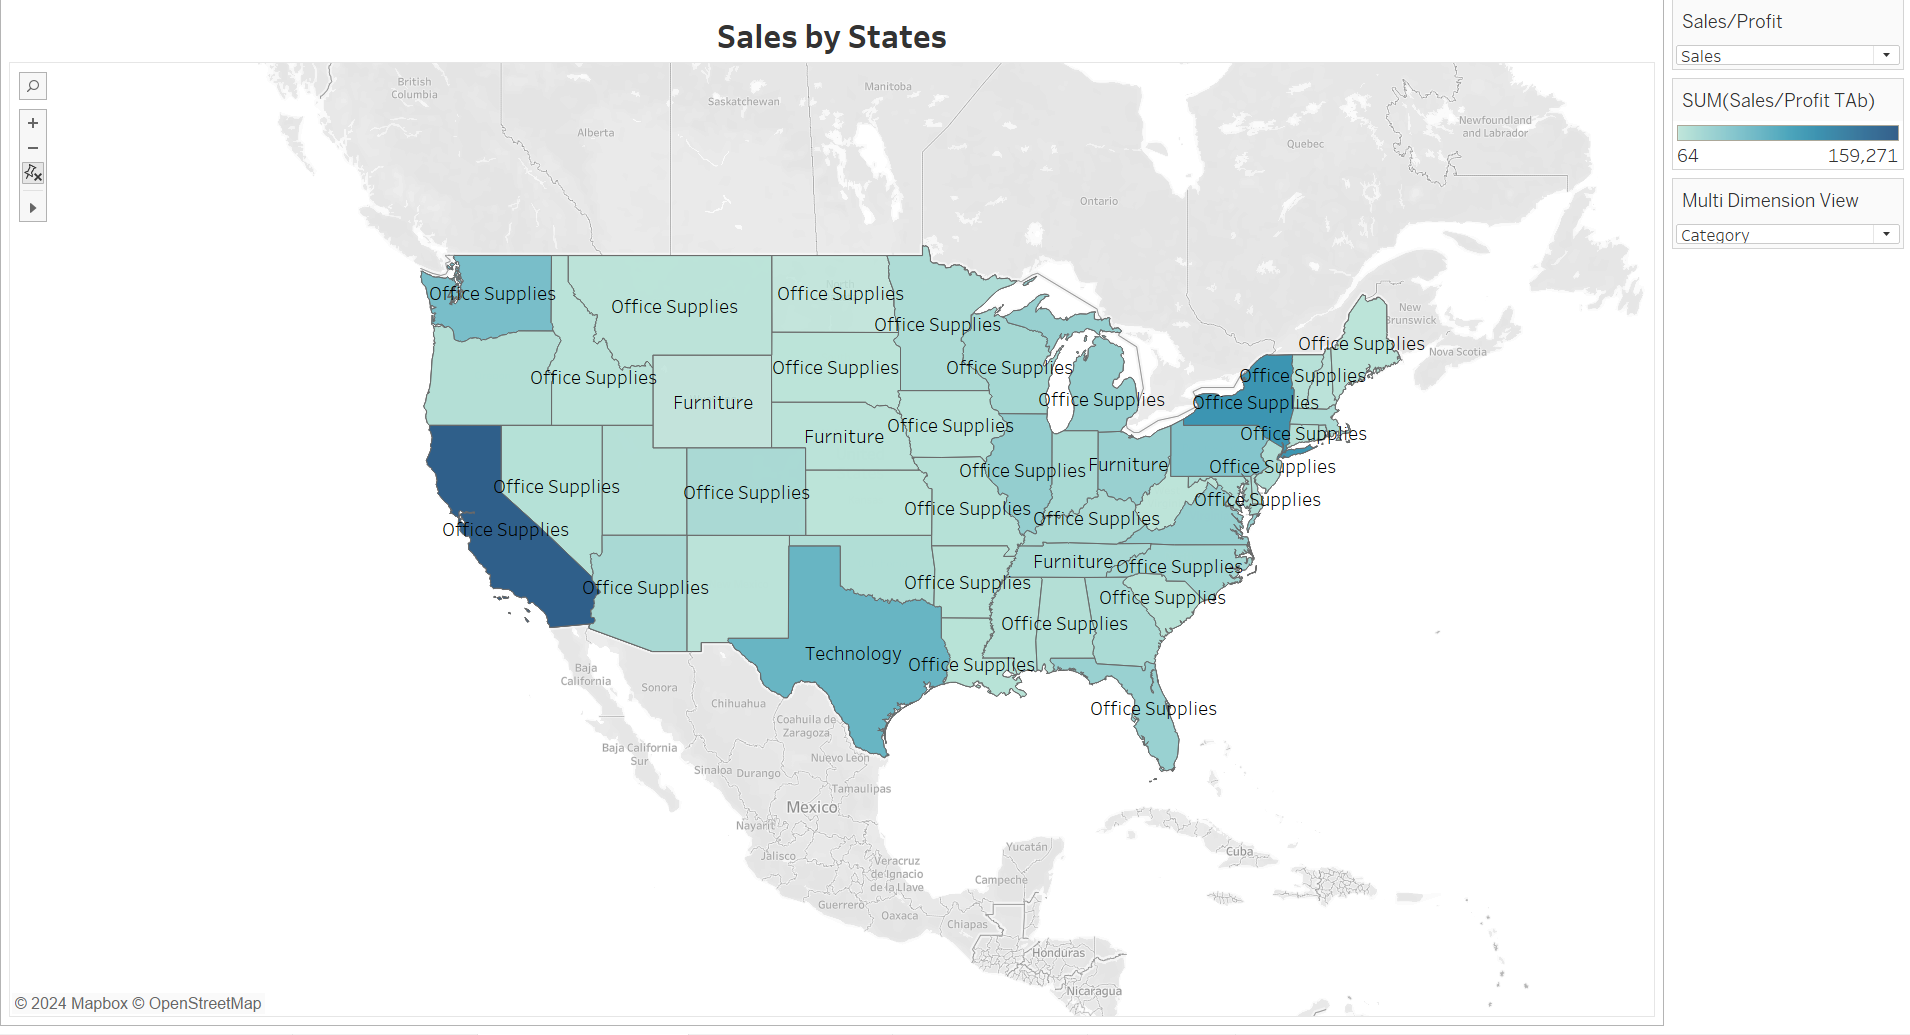 Sales by States
Sales/Profit
Sales
SUM(Sales/Profit TAb)
64
159,271
Multi Dimension View
Category
British
Columbia
Alberta
Saskatchewan
Manitoba
Ontario
Quebec
Newfoundland
and Labrador
New
Brunswick
Nova Scotia
Office Supplies
Office Supplies
Office Supplies
Office Supplies
Office Supplies
Office Supplies
Office Supplies
Office Supplies
Office Supplies
Office Supplies
Furniture
Office Supplies
Office Supplies
Office Supplies
Furniture
Office Supplies
Furniture
Office Supplies
Office Supplies
Office Supplies
Office Supplies
Office Supplies
Office Supplies
Office Supplies
Office Supplies
Furniture
Office Supplies
Office Supplies
Office Supplies
Office Supplies
Office Supplies
Technology
Office Supplies
Office Supplies
Baja
California
Sonora
Chihuahua
Coahuila de
Zaragoza
Baja California
Sur
Nuevo León
Sinaloa
Durango
Tamaulipas
Mexico
Nayarit
Jalisco
Veracruz
de Ignacio
de la Llave
Yucatán
Campeche
Cuba
Guerrero
Oaxaca
Chiapas
Honduras
Nicaragua
© 2024 Mapbox © OpenStreetMap